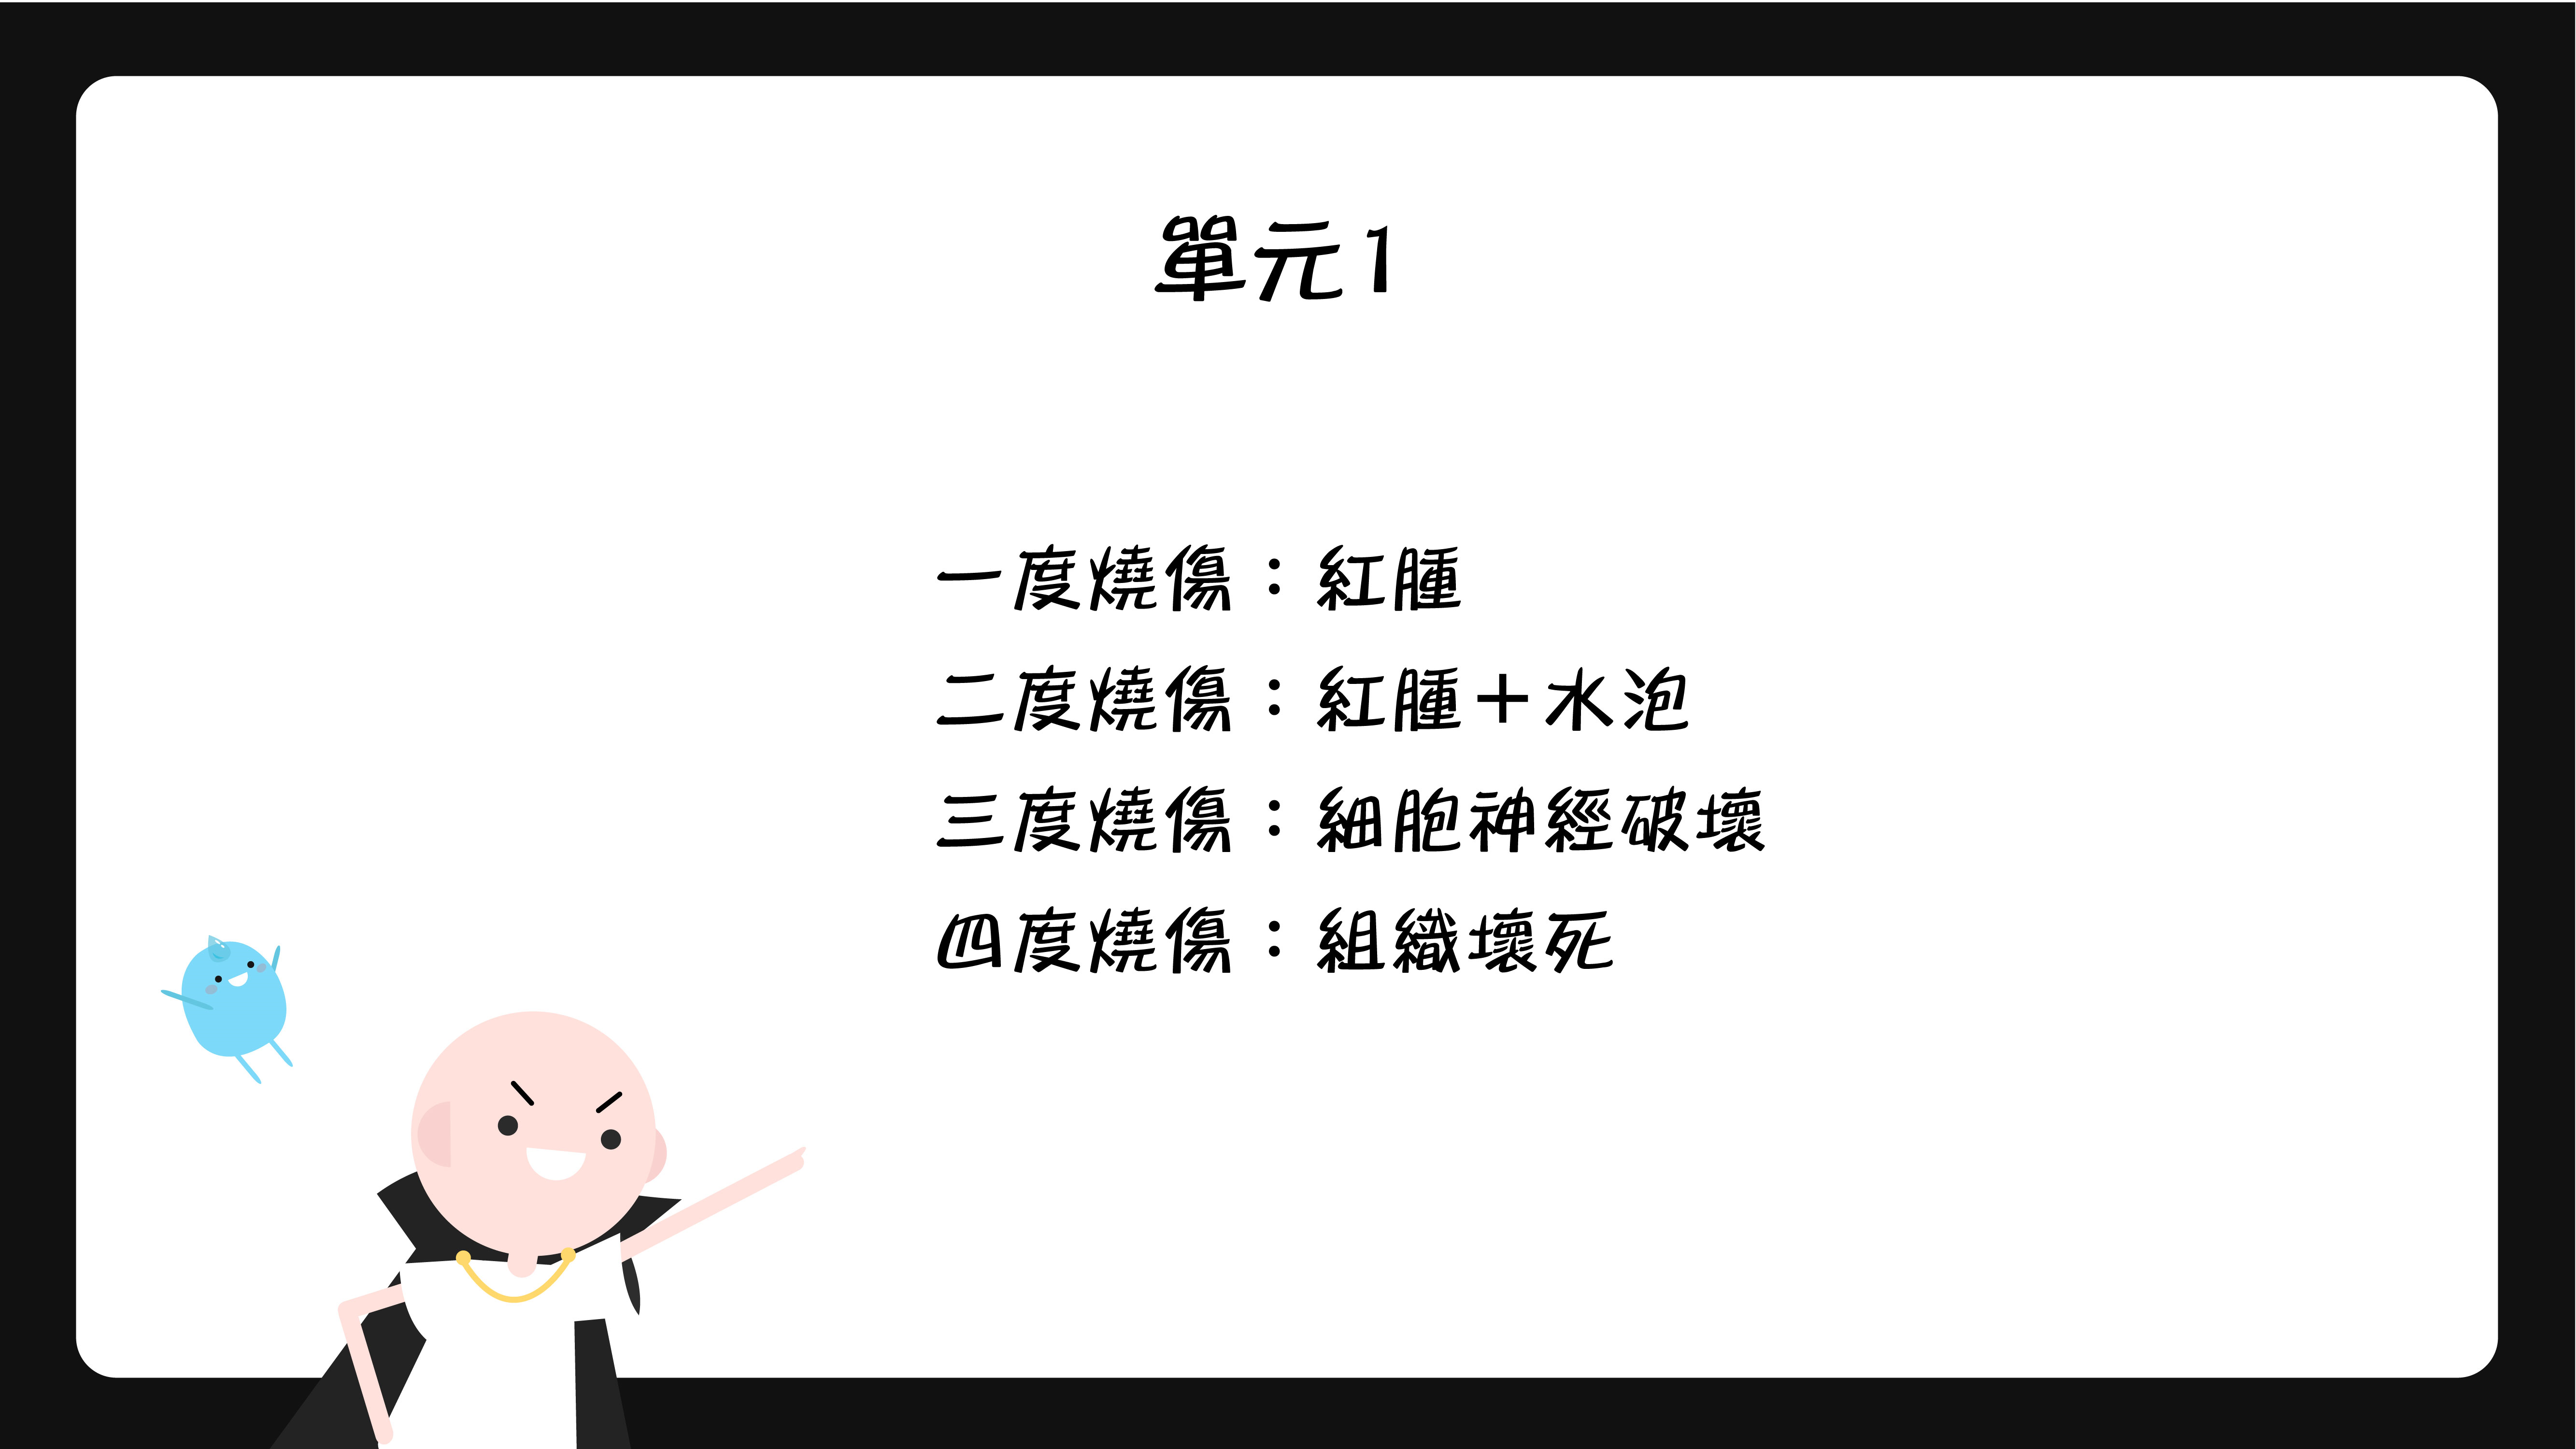 單元1
一度燒傷：紅腫
二度燒傷：紅腫＋水泡
三度燒傷：細胞神經破壞
四度燒傷：組織壞死